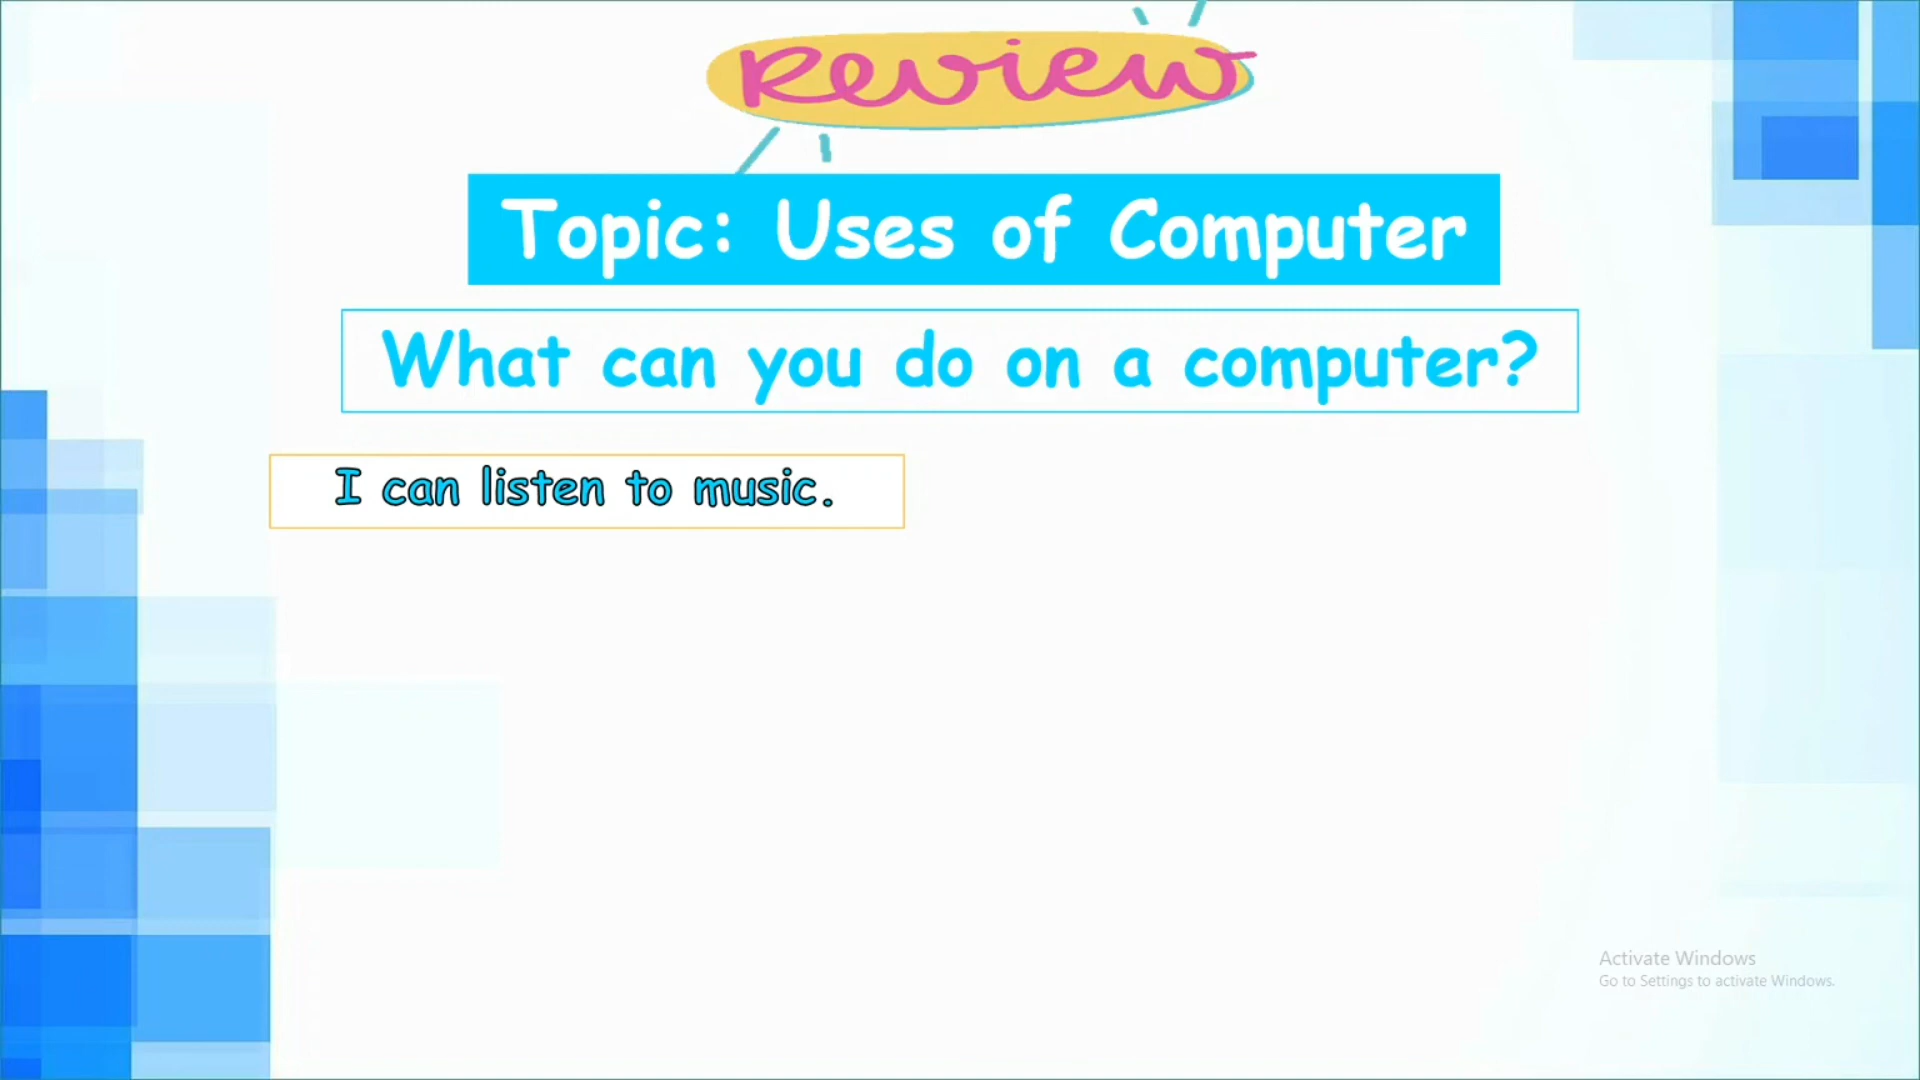 Review
Topic: Uses of Computer
What can you do on a computer?
I can listen to music.
Activate Windows
Go to Settings to activate Windows.